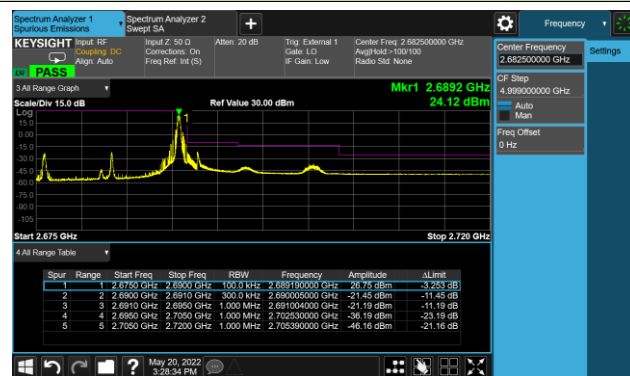 Spectrum Analyzer 1
Spurious Emissions
Spectrum Analyzer 2
Swept SA
Frequency
KEYSIGHT
Input: RF
Coupling: DC
Align: Auto
Input Z: 50 Ω
Corrections: On
Freq Ref: Int (S)
Atten: 20 dB
Trig: External 1
Gate: LO
IF Gain: Low
Center Freq: 2.682500000 GHz
Avg|Hold:>100/100
Radio Std: None
PASS
Center Frequency
2.682500000 GHz
Settings
CF Step
4.999000000 GHz
Auto
Man
Freq Offset
0 Hz
3 All Range Graph
Mkr1 2.6892 GHz
Scale/Div 15.0 dB
Ref Value 30.00 dBm
24.12 dBm
Log
15.0
0.00
-15.0
-30.0
-45.0
-60.0
-75.0
-90.0
-105
1
Start 2.675 GHz
Stop 2.720 GHz
4 All Range Table
Spur Range Start Freq Stop Freq RBW Frequency Amplitude ΔLimit
1 1 2.6750 GHz 2.6900 GHz 100.0 kHz 2.689190000 GHz 26.75 dBm -3.253 dB
2 2 2.6900 GHz 2.6910 GHz 300.0 kHz 2.690005000 GHz -21.45 dBm -11.45 dB
3 3 2.6910 GHz 2.6950 GHz 1.000 MHz 2.691004000 GHz -21.19 dBm -11.19 dB
4 4 2.6950 GHz 2.7050 GHz 1.000 MHz 2.702530000 GHz -36.19 dBm -23.19 dB
5 5 2.7050 GHz 2.7200 GHz 1.000 MHz 2.705390000 GHz -46.16 dBm -21.16 dB
May 20, 2022
3:28:34 PM